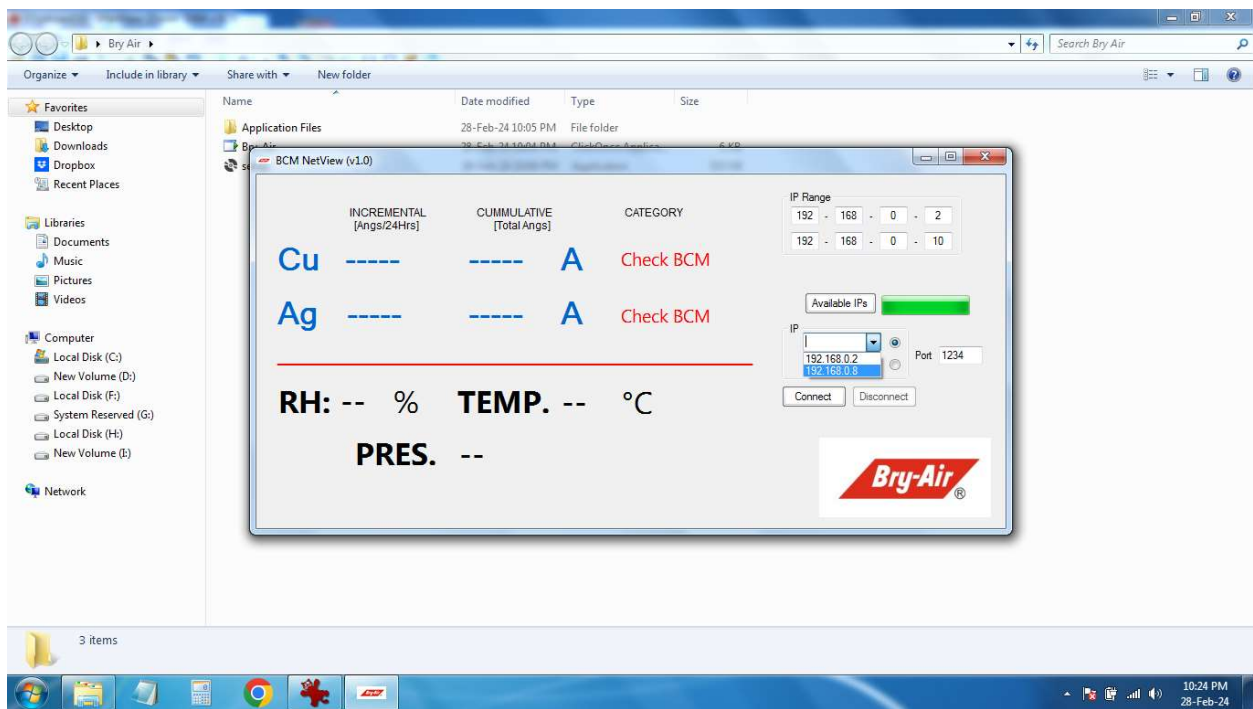 Bry Air
Search Bry Air
Organize Include in library Share with New folder
Name Date modified Type Size
Favorites
Desktop
Downloads
Dropbox
Recent Places
Libraries
Documents
Music
Pictures
Videos
Computer
Local Disk (C:)
New Volume (D:)
Local Disk (F:)
System Reserved (G:)
Local Disk (H:)
New Volume (I:)
Network
Application Files 28-Feb-24 10:05 PM File folder
BCM NetView (v1.0)
INCREMENTAL CUMMULATIVE CATEGORY
[Angs/24Hrs] [Total Angs]
Cu ----- ----- A Check BCM
Ag ----- ----- A Check BCM
RH: -- % TEMP. -- °C
PRES. --
IP Range
192 - 168 - 0 - 2
192 - 168 - 0 - 10
Available IPs
IP
192.168.0.2
192.168.0.8
Port 1234
Connect Disconnect
Bry-Air ®
3 items
10:24 PM
28-Feb-24